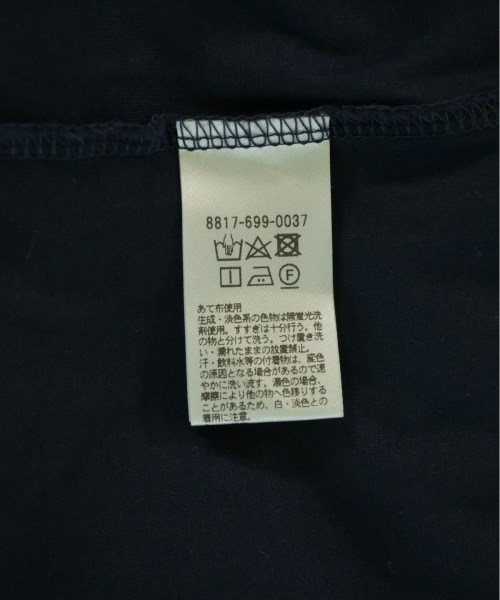 8817-699-0037
F
あて布使用
生成・淡色系の色物は無蛍光洗
剤使用。すすぎは十分行う。他
の物と分けて洗う。つけ置き洗
い・濡れたままの放置禁止。
汗・飲料水等の付着物は、変色
の原因となる場合があるので速
やかに洗い流す。濃色の場合、
摩擦により他の物へ色移りする
ことがあるため、白・淡色との
着用に注意。